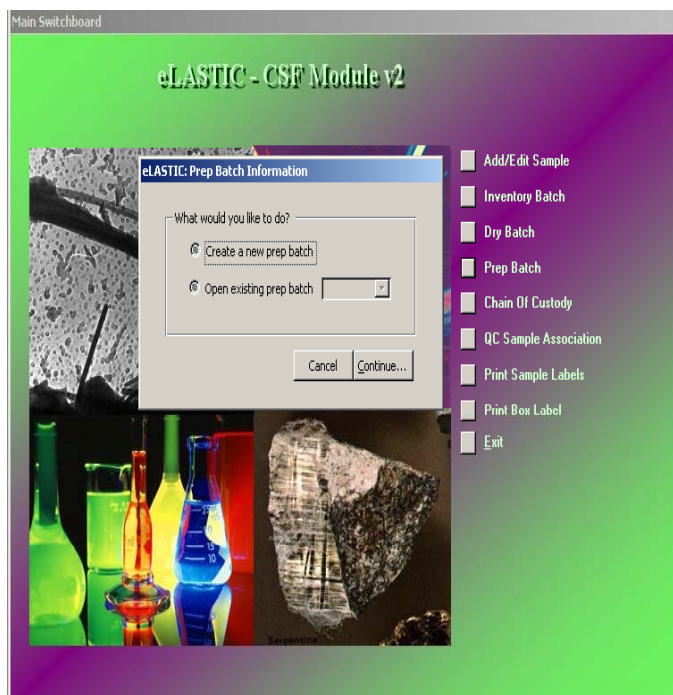 Main Switchboard
eLASTIC - CSF Module v2
eLASTIC: Prep Batch Information
What would you like to do?
Create a new prep batch
Open existing prep batch
Cancel
Continue...
Add/Edit Sample
Inventory Batch
Dry Batch
Prep Batch
Chain Of Custody
QC Sample Association
Print Sample Labels
Print Box Label
Exit
15
10
Serpentine